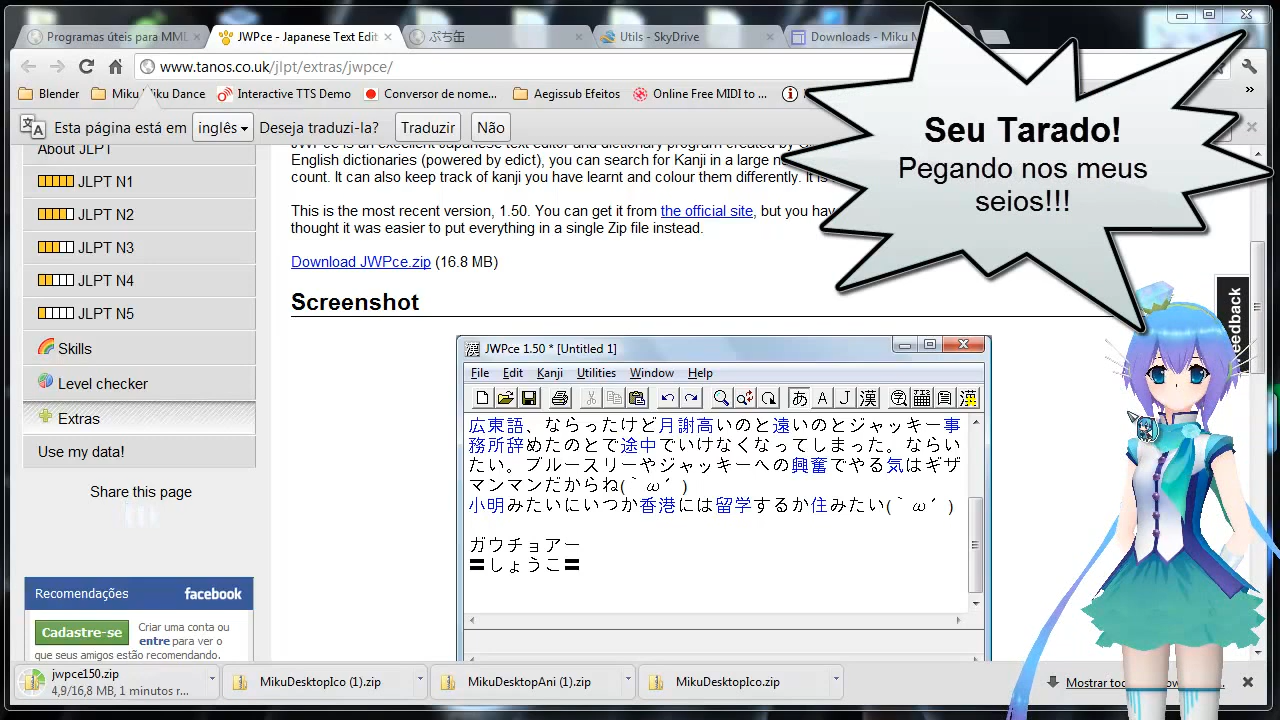 Programas úteis para MML
JWPce - Japanese Text Edit
ぷち缶
Utils - SkyDrive
Downloads - Miku M
www.tanos.co.uk/jlpt/extras/jwpce/
Blender
Miku Miku Dance
Interactive TTS Demo
Conversor de nome...
Aegissub Efeitos
Online Free MIDI to ...
»
Esta página está em inglês Deseja traduzi-la? Traduzir Não
Seu Tarado!
Pegando nos meus
seios!!!
About JLPT
JLPT N1
JLPT N2
JLPT N3
JLPT N4
JLPT N5
Skills
Level checker
Extras
Use my data!
Share this page
English dictionaries (powered by edict), you can search for Kanji in a large
count. It can also keep track of kanji you have learnt and colour them differently. It is
This is the most recent version, 1.50. You can get it from the official site, but you have
thought it was easier to put everything in a single Zip file instead.
Download JWPce.zip (16.8 MB)
Screenshot
JWPce 1.50 * [Untitled 1]
File Edit Kanji Utilities Window Help
あ A J 漢
広東語、ならったけど月謝高いのと遠いのとジャッキー事
務所辞めたのとで途中でいけなくなってしまった。ならい
たい。ブルースリーやジャッキーへの興奮でやる気はギザ
マンマンだからね(｀ω´)
小明みたいにいつか香港には留学するか住みたい(｀ω´)
ガウチョアー
〓しょうこ〓
Recomendações facebook
Cadastre-se
Criar uma conta ou
entre para ver o
que seus amigos estão recomendando.
jwpce150.zip
4,9/16,8 MB, 1 minutos r...
MikuDesktopIco (1).zip
MikuDesktopAni (1).zip
MikuDesktopIco.zip